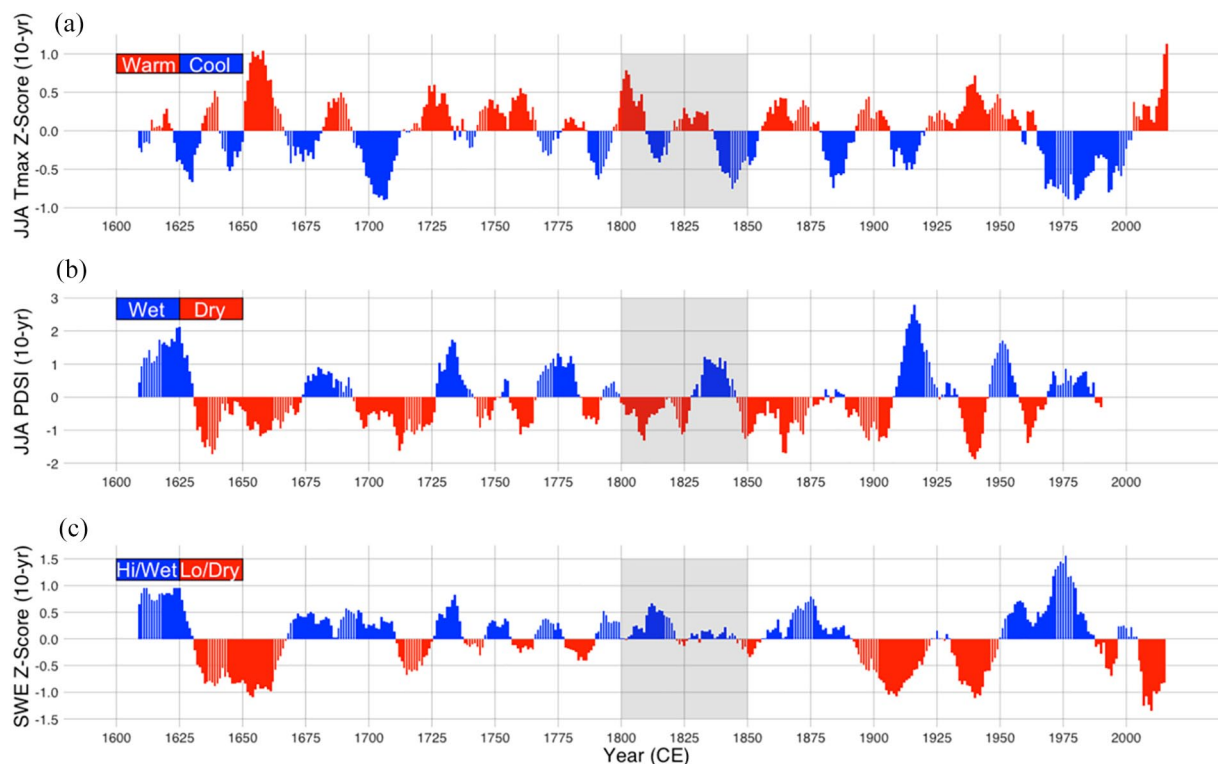 (a)
JJA Tmax Z-Score (10-yr)
Warm Cool
1.0
0.5
0.0
-0.5
-1.0
1600 1625 1650 1675 1700 1725 1750 1775 1800 1825 1850 1875 1900 1925 1950 1975 2000
(b)
JJA PDSI (10-yr)
Wet Dry
3
2
1
0
-1
-2
1600 1625 1650 1675 1700 1725 1750 1775 1800 1825 1850 1875 1900 1925 1950 1975 2000
(c)
SWE Z-Score (10-yr)
Hi/Wet Lo/Dry
1.5
1.0
0.5
0.0
-0.5
-1.0
-1.5
1600 1625 1650 1675 1700 1725 1750 1775 1800 1825 1850 1875 1900 1925 1950 1975 2000
Year (CE)